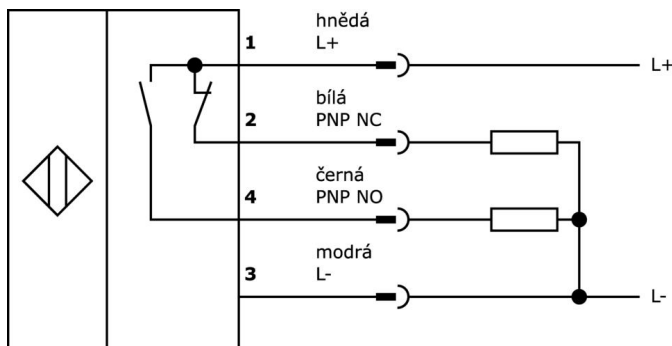 hnědá
1 L+ L+
bílá
2 PNP NC
černá
4 PNP NO
modrá
3 L- L-